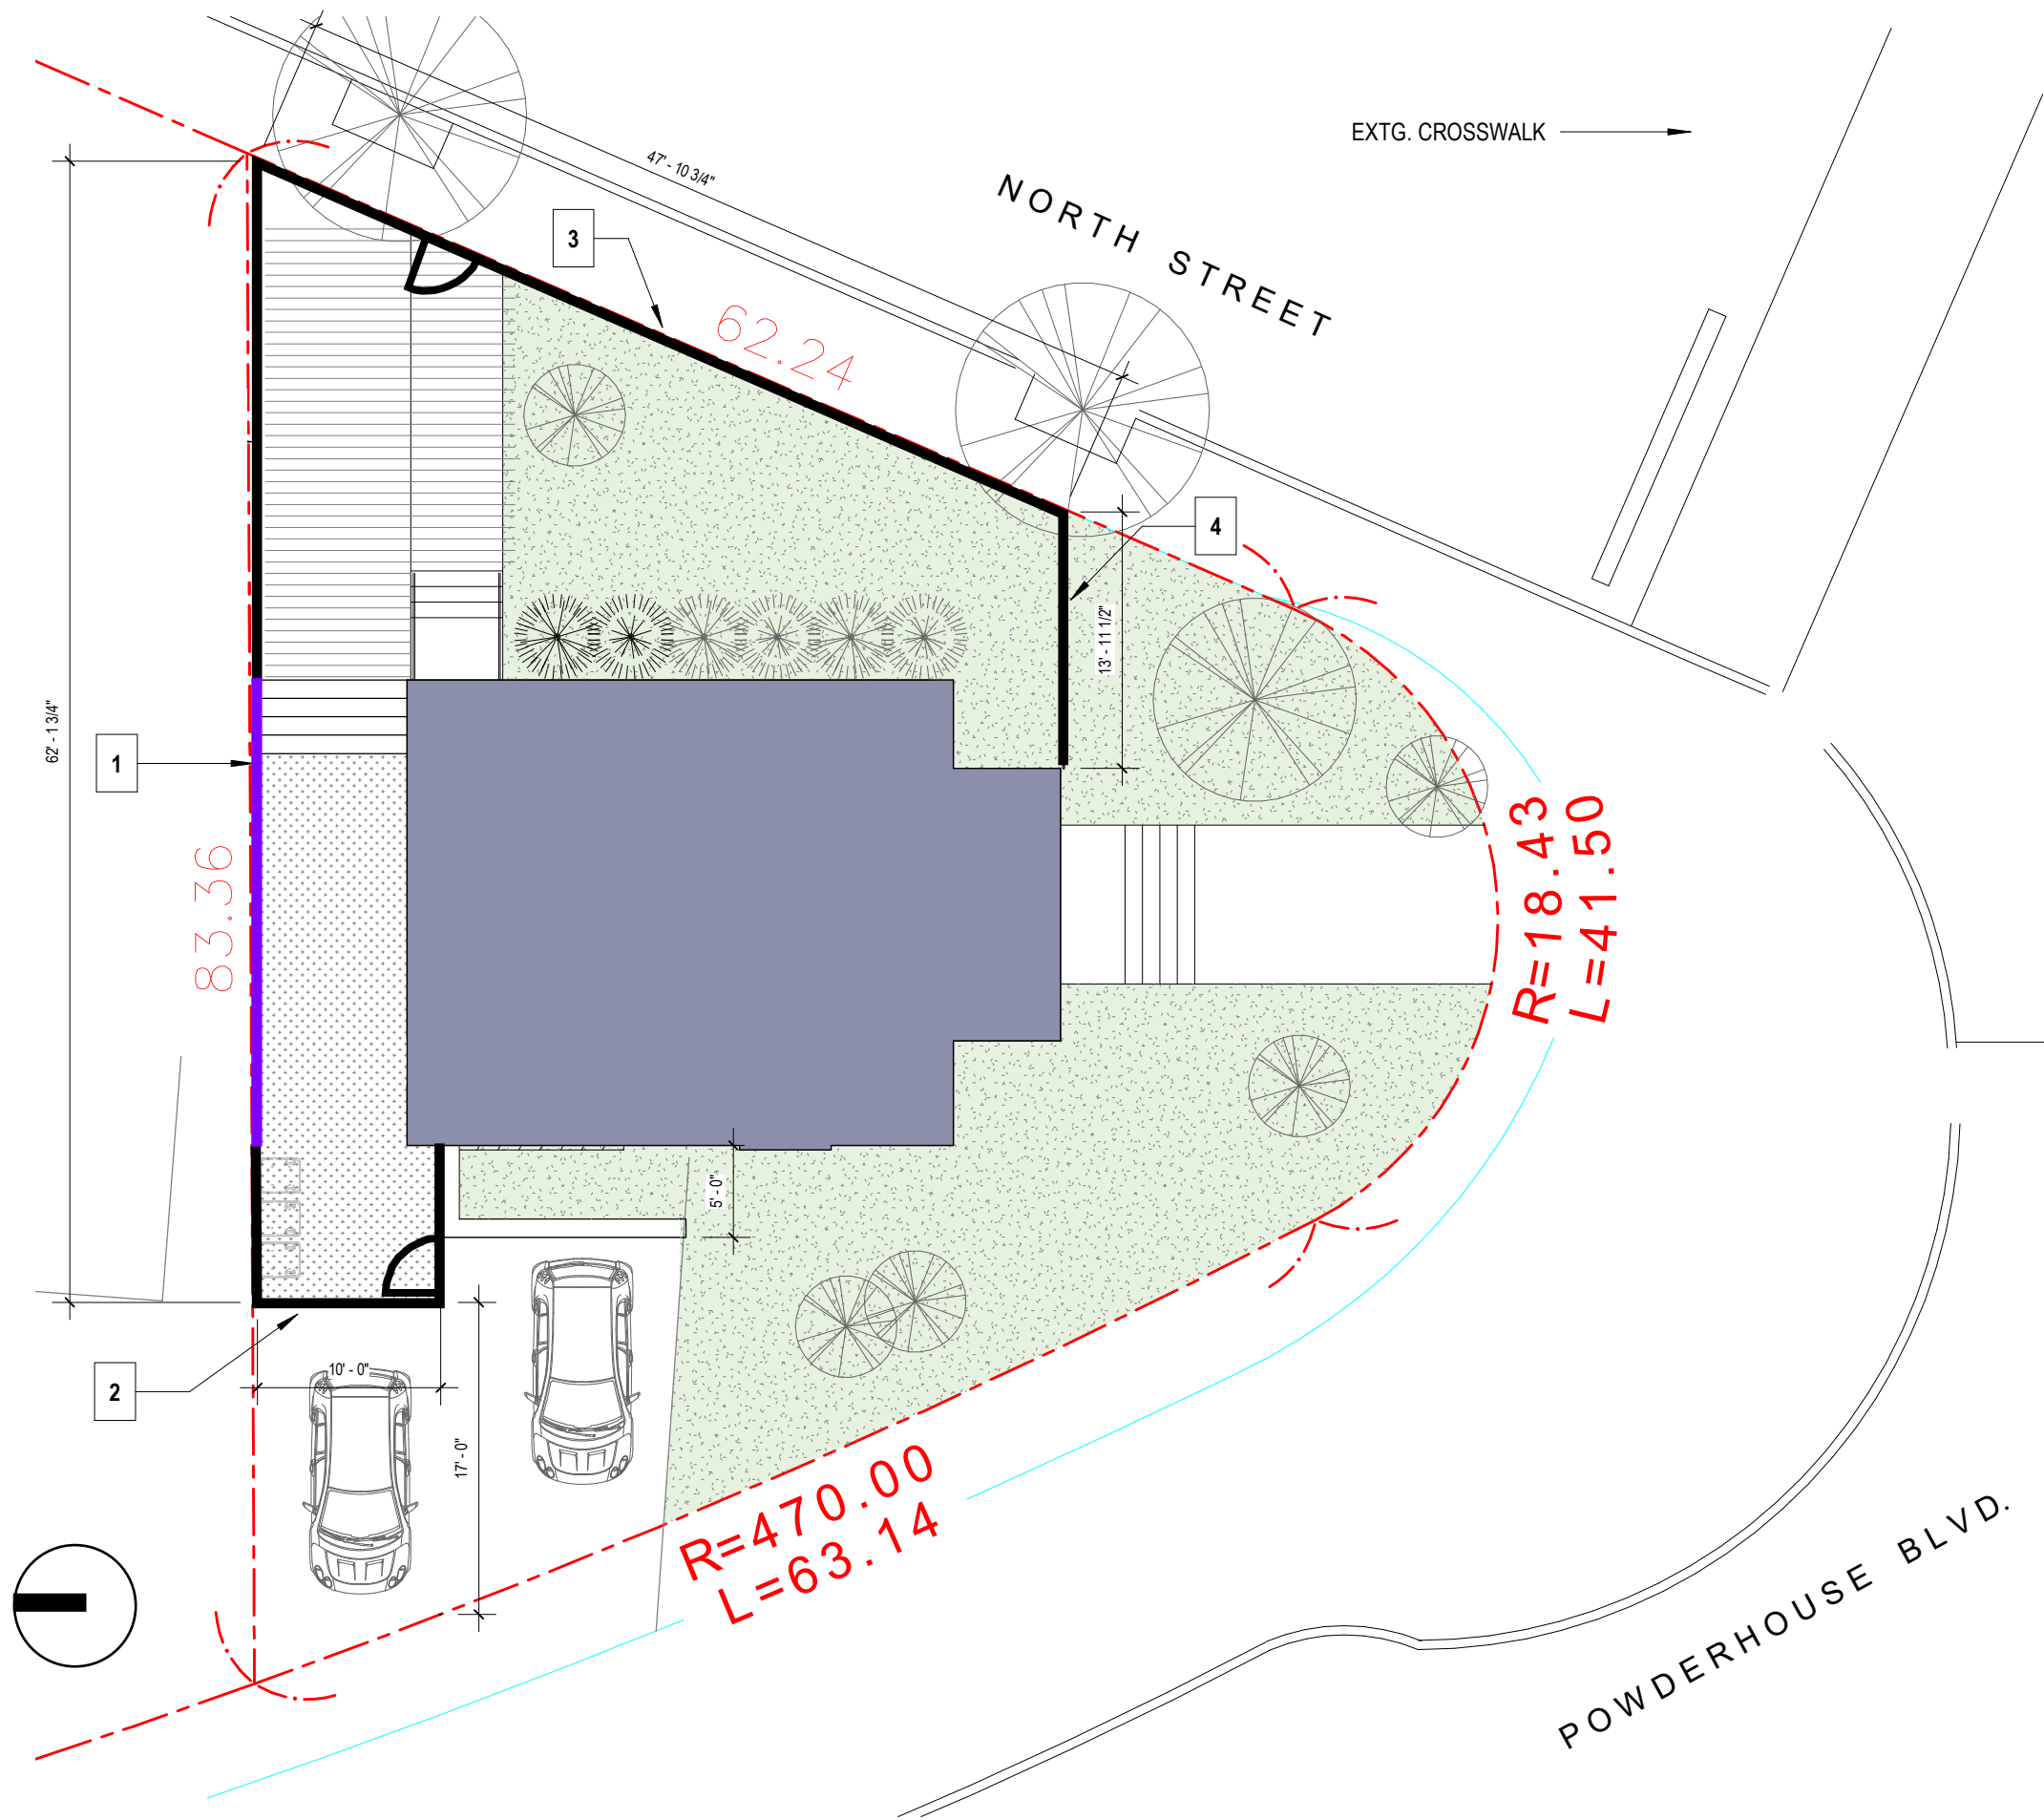 EXTG. CROSSWALK
47' - 10 3/4"
NORTH STREET
3
62.24
4
13' - 11 1/2"
62' - 1 3/4"
1
83.36
R=18.43
L=41.50
5' - 0"
2
10' - 0"
17' - 0"
R=470.00
L=63.14
POWDERHOUSE BLVD.